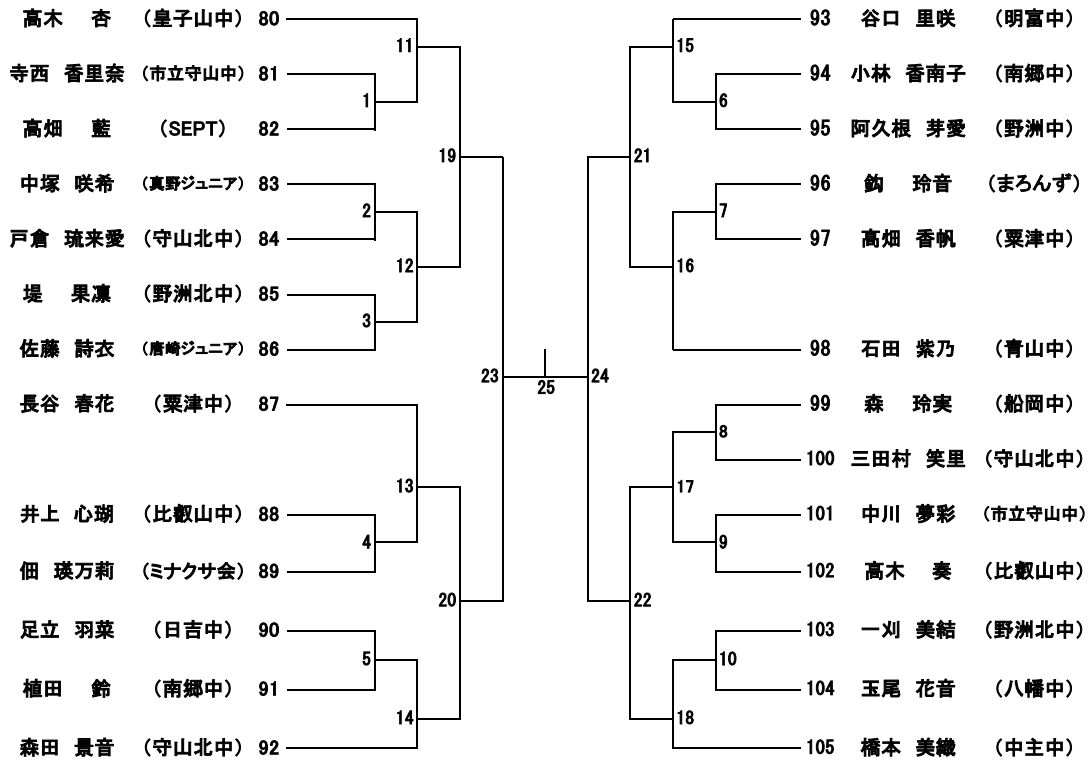 高木 杏 (皇子山中) 80
寺西 香里奈 (市立守山中) 81
高畑 藍 (SEPT) 82
中塚 咲希 (真野ジュニア) 83
戸倉 琉来愛 (守山北中) 84
堤 果凛 (野洲北中) 85
佐藤 詩衣 (唐崎ジュニア) 86
長谷 春花 (粟津中) 87
井上 心瑚 (比叡山中) 88
佃 瑛万莉 (ミナクサ会) 89
足立 羽菜 (日吉中) 90
植田 鈴 (南郷中) 91
森田 景音 (守山北中) 92
11
1
19
2
12
3
23
13
4
20
5
14
25
15
6
21
7
16
24
8
17
9
22
10
18
93 谷口 里咲 (明富中)
94 小林 香南子 (南郷中)
95 阿久根 芽愛 (野洲中)
96 鈎 玲音 (まろんず)
97 高畑 香帆 (粟津中)
98 石田 紫乃 (青山中)
99 森 玲実 (船岡中)
100 三田村 笑里 (守山北中)
101 中川 夢彩 (市立守山中)
102 高木 奏 (比叡山中)
103 一刈 美結 (野洲北中)
104 玉尾 花音 (八幡中)
105 橋本 美織 (中主中)